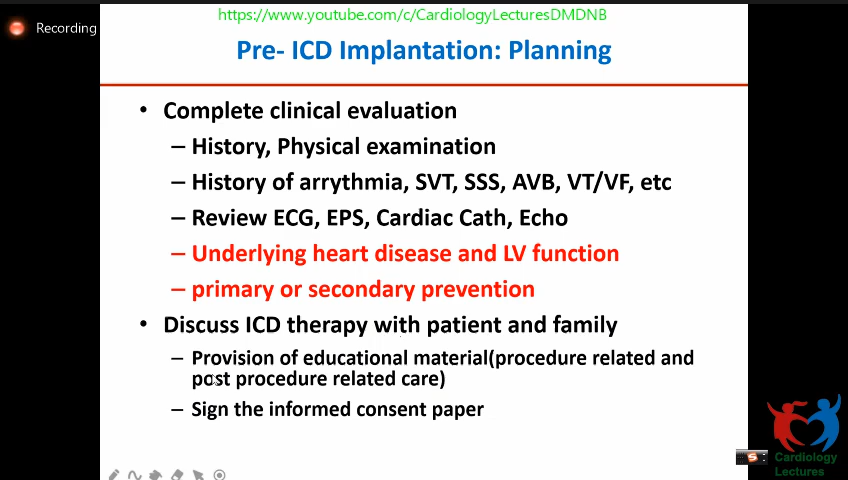 https://www.youtube.com/c/CardiologyLecturesDMDNB
Recording
Pre- ICD Implantation: Planning
• Complete clinical evaluation
– History, Physical examination
– History of arrythmia, SVT, SSS, AVB, VT/VF, etc
– Review ECG, EPS, Cardiac Cath, Echo
– Underlying heart disease and LV function
– primary or secondary prevention
• Discuss ICD therapy with patient and family
– Provision of educational material(procedure related and
post procedure related care)
– Sign the informed consent paper
S
Cardiology
Lectures